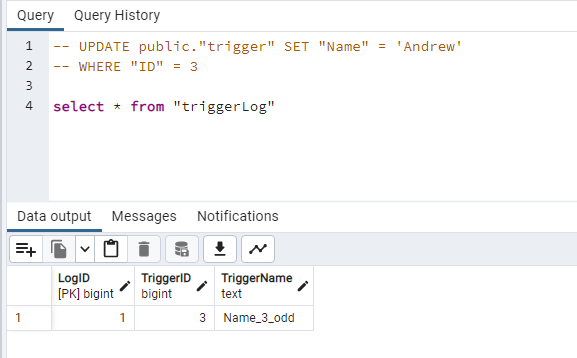 Query Query History
1 -- UPDATE public."trigger" SET "Name" = 'Andrew'
2 -- WHERE "ID" = 3
3
4 select * from "triggerLog"
Data output Messages Notifications
LogID TriggerID TriggerName
[PK] bigint bigint text
1 1 3 Name_3_odd